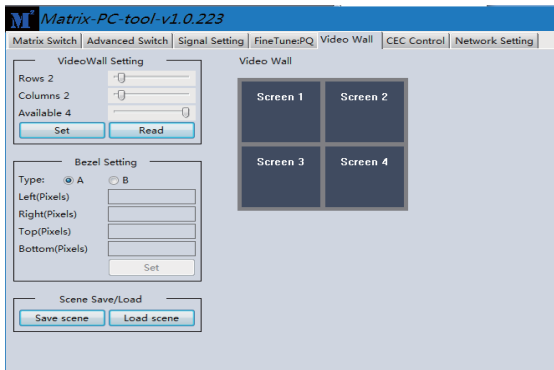 M Matrix-PC-tool-v1.0.223
Matrix Switch Advanced Switch Signal Setting FineTune:PQ Video Wall CEC Control Network Setting
VideoWall Setting
Rows 2
Columns 2
Available 4
Set Read
Bezel Setting
Type: A B
Left(Pixels)
Right(Pixels)
Top(Pixels)
Bottom(Pixels)
Set
Scene Save/Load
Save scene Load scene
Video Wall
Screen 1 Screen 2
Screen 3 Screen 4